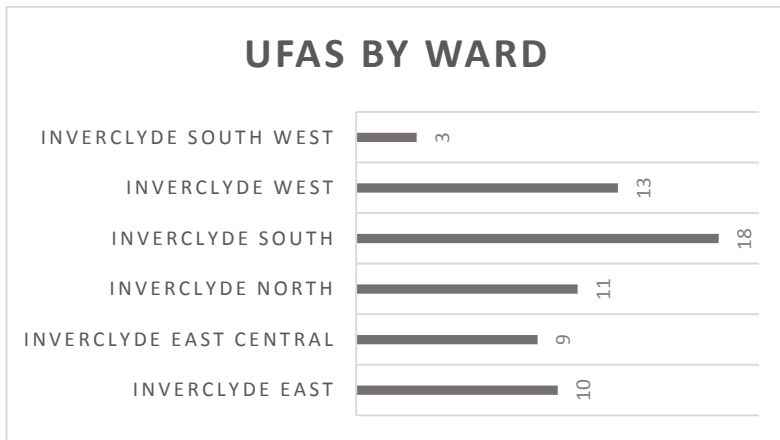 UFAS BY WARD
INVERCLYDE SOUTH WEST 3
INVERCLYDE WEST 13
INVERCLYDE SOUTH 18
INVERCLYDE NORTH 11
INVERCLYDE EAST CENTRAL 9
INVERCLYDE EAST 10